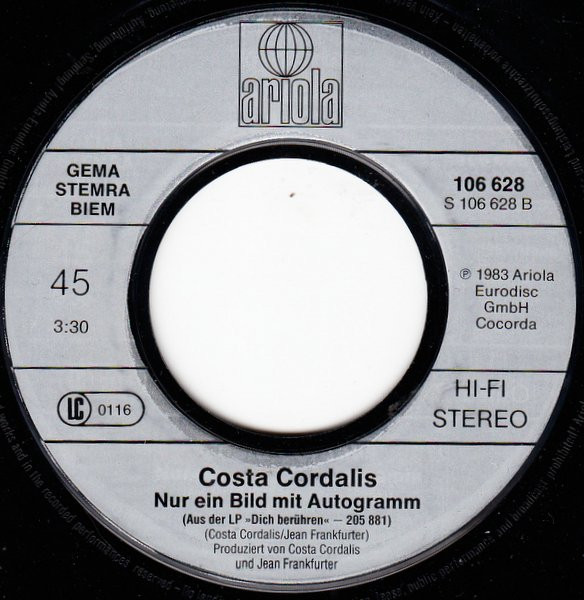 ariola
GEMA
STEMRA
BIEM
106 628
S 106 628 B
45
3:30
℗ 1983 Ariola
Eurodisc
GmbH
Cocorda
LC 0116
HI-FI
STEREO
Costa Cordalis
Nur ein Bild mit Autogramm
(Aus der LP »Dich berühren« – 205 881)
(Costa Cordalis/Jean Frankfurter)
Produziert von Costa Cordalis
und Jean Frankfurter